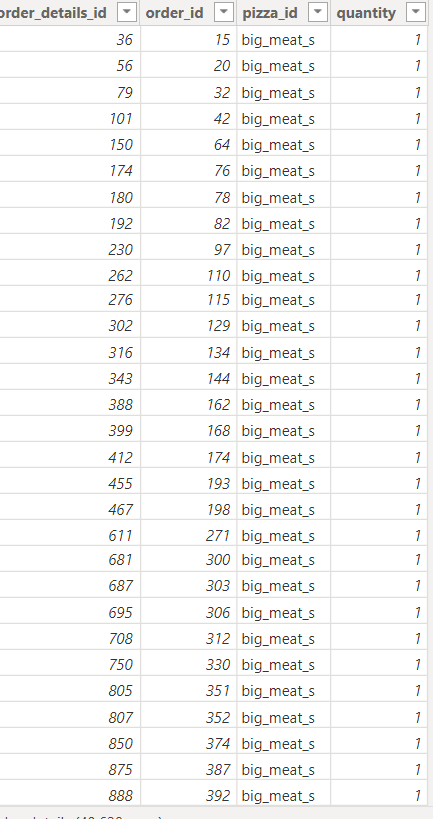 order_details_id order_id pizza_id quantity
36 15 big_meat_s 1
56 20 big_meat_s 1
79 32 big_meat_s 1
101 42 big_meat_s 1
150 64 big_meat_s 1
174 76 big_meat_s 1
180 78 big_meat_s 1
192 82 big_meat_s 1
230 97 big_meat_s 1
262 110 big_meat_s 1
276 115 big_meat_s 1
302 129 big_meat_s 1
316 134 big_meat_s 1
343 144 big_meat_s 1
388 162 big_meat_s 1
399 168 big_meat_s 1
412 174 big_meat_s 1
455 193 big_meat_s 1
467 198 big_meat_s 1
611 271 big_meat_s 1
681 300 big_meat_s 1
687 303 big_meat_s 1
695 306 big_meat_s 1
708 312 big_meat_s 1
750 330 big_meat_s 1
805 351 big_meat_s 1
807 352 big_meat_s 1
850 374 big_meat_s 1
875 387 big_meat_s 1
888 392 big_meat_s 1